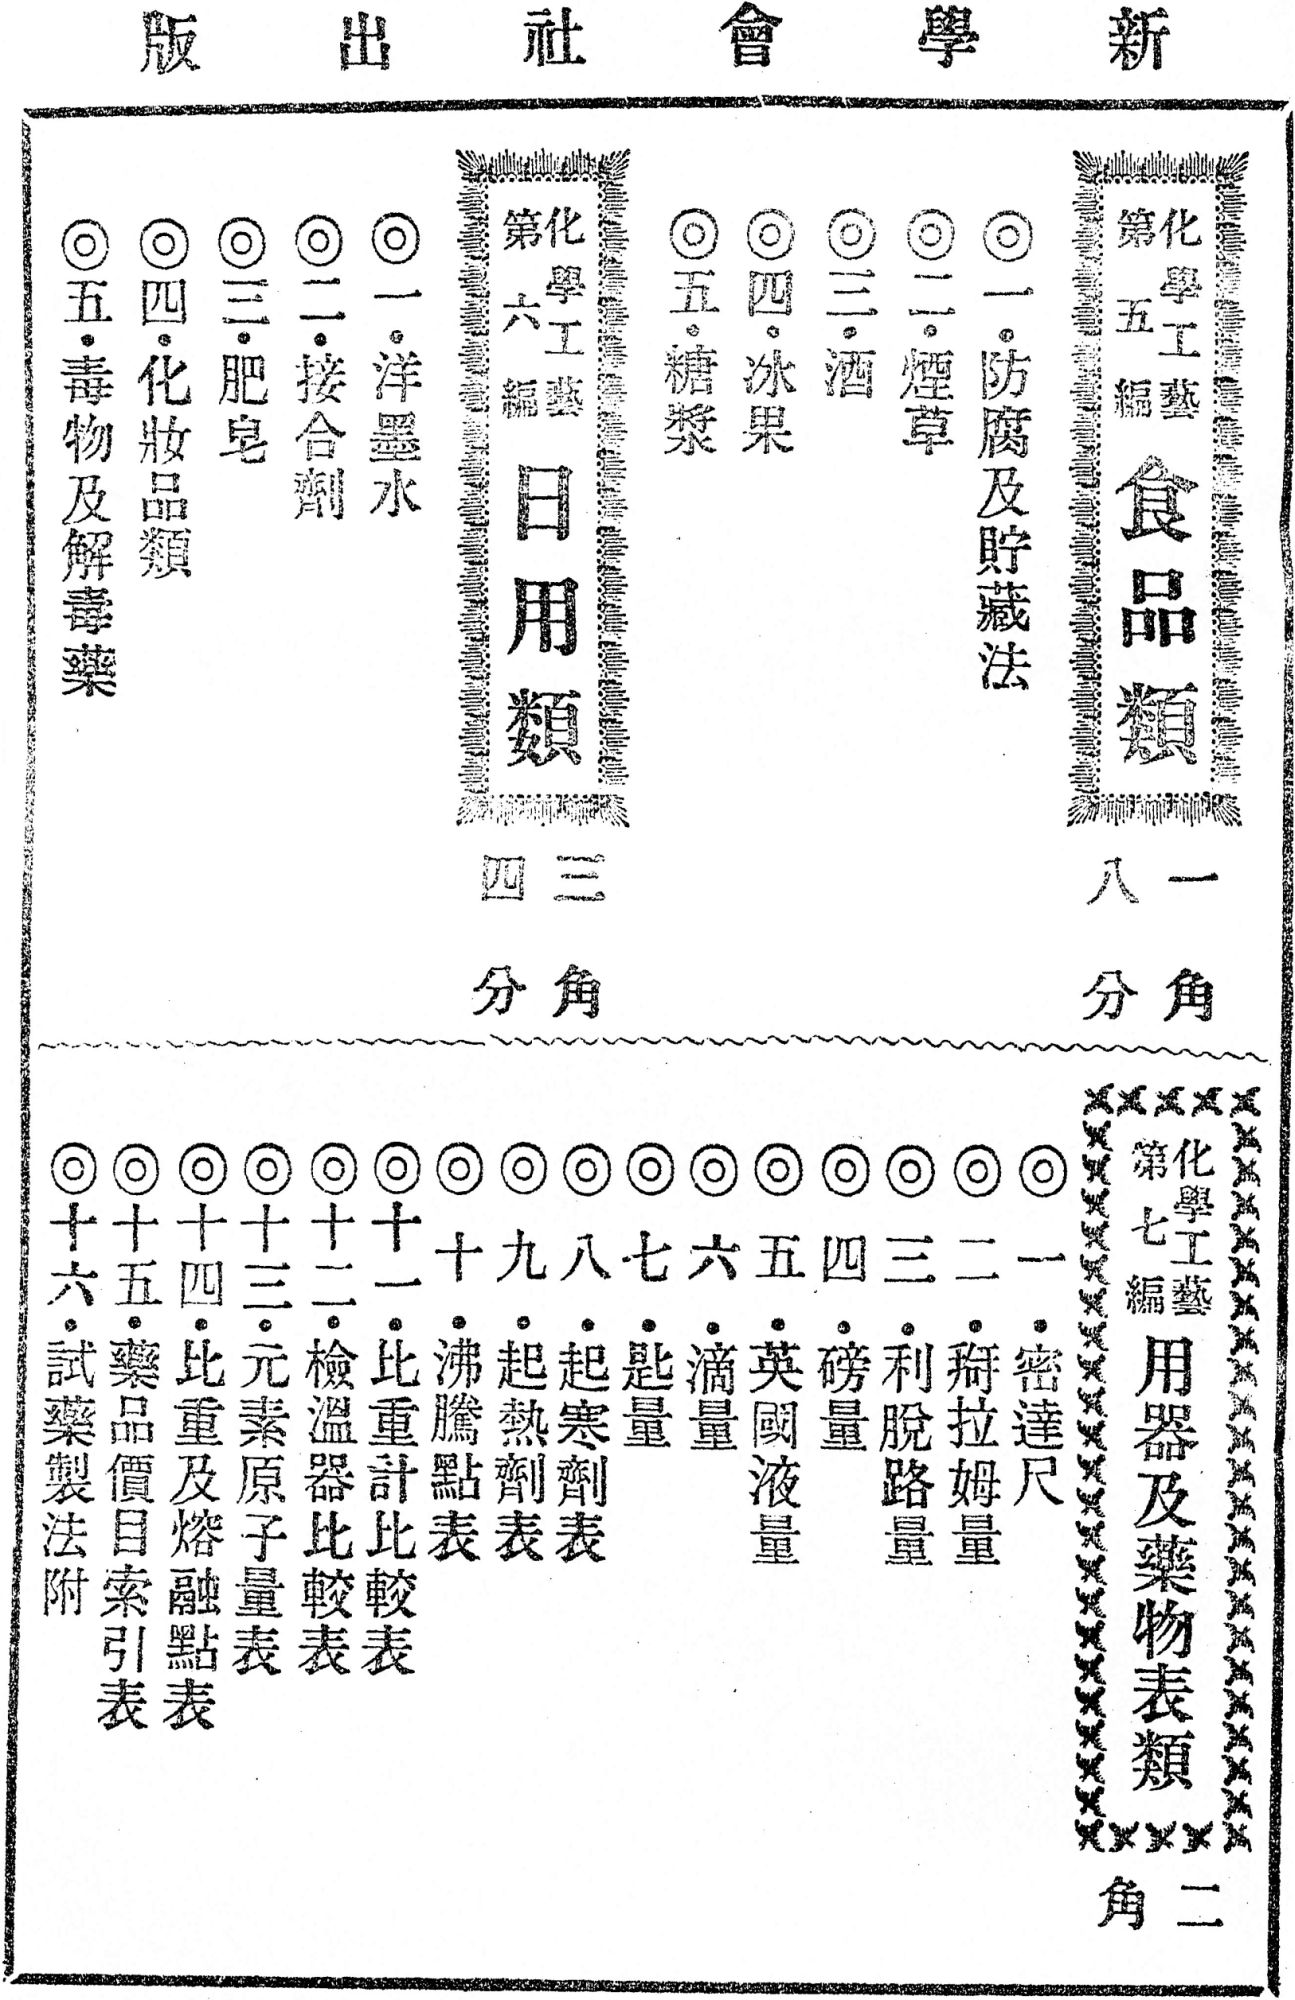 新學會社出版
化學工藝
第五編
食品類
一角
八分
◎一・防腐及貯藏法
◎二・煙草
◎三・酒
◎四・冰果
◎五・糖漿
化學工藝
第六編
日用類
三角
四分
◎一・洋墨水
◎二・接合劑
◎三・肥皂
◎四・化妝品類
◎五・毒物及解毒藥
化學工藝
第七編
用器及藥物表類
二角
◎一・密達尺
◎二・㨐拉姆量
◎三・利脫路量
◎四・磅量
◎五・英國液量
◎六・滴量
◎七・匙量
◎八・起寒劑表
◎九・起熱劑表
◎十・沸騰點表
◎十一・比重計比較表
◎十二・檢溫器比較表
◎十三・元素原子量表
◎十四・比重及熔融點表
◎十五・藥品價目索引表
◎十六・試藥製法附